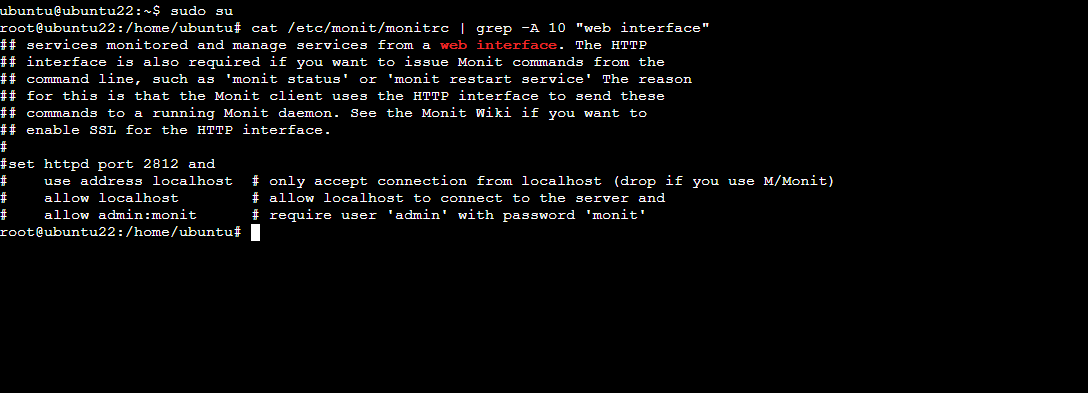 ubuntu@ubuntu22:~$ sudo su
root@ubuntu22:/home/ubuntu# cat /etc/monit/monitrc | grep -A 10 "web interface"
## services monitored and manage services from a web interface. The HTTP
## interface is also required if you want to issue Monit commands from the
## command line, such as 'monit status' or 'monit restart service' The reason
## for this is that the Monit client uses the HTTP interface to send these
## commands to a running Monit daemon. See the Monit Wiki if you want to
## enable SSL for the HTTP interface.
#
#set httpd port 2812 and
#    use address localhost  # only accept connection from localhost (drop if you use M/Monit)
#    allow localhost        # allow localhost to connect to the server and
#    allow admin:monit      # require user 'admin' with password 'monit'
root@ubuntu22:/home/ubuntu#